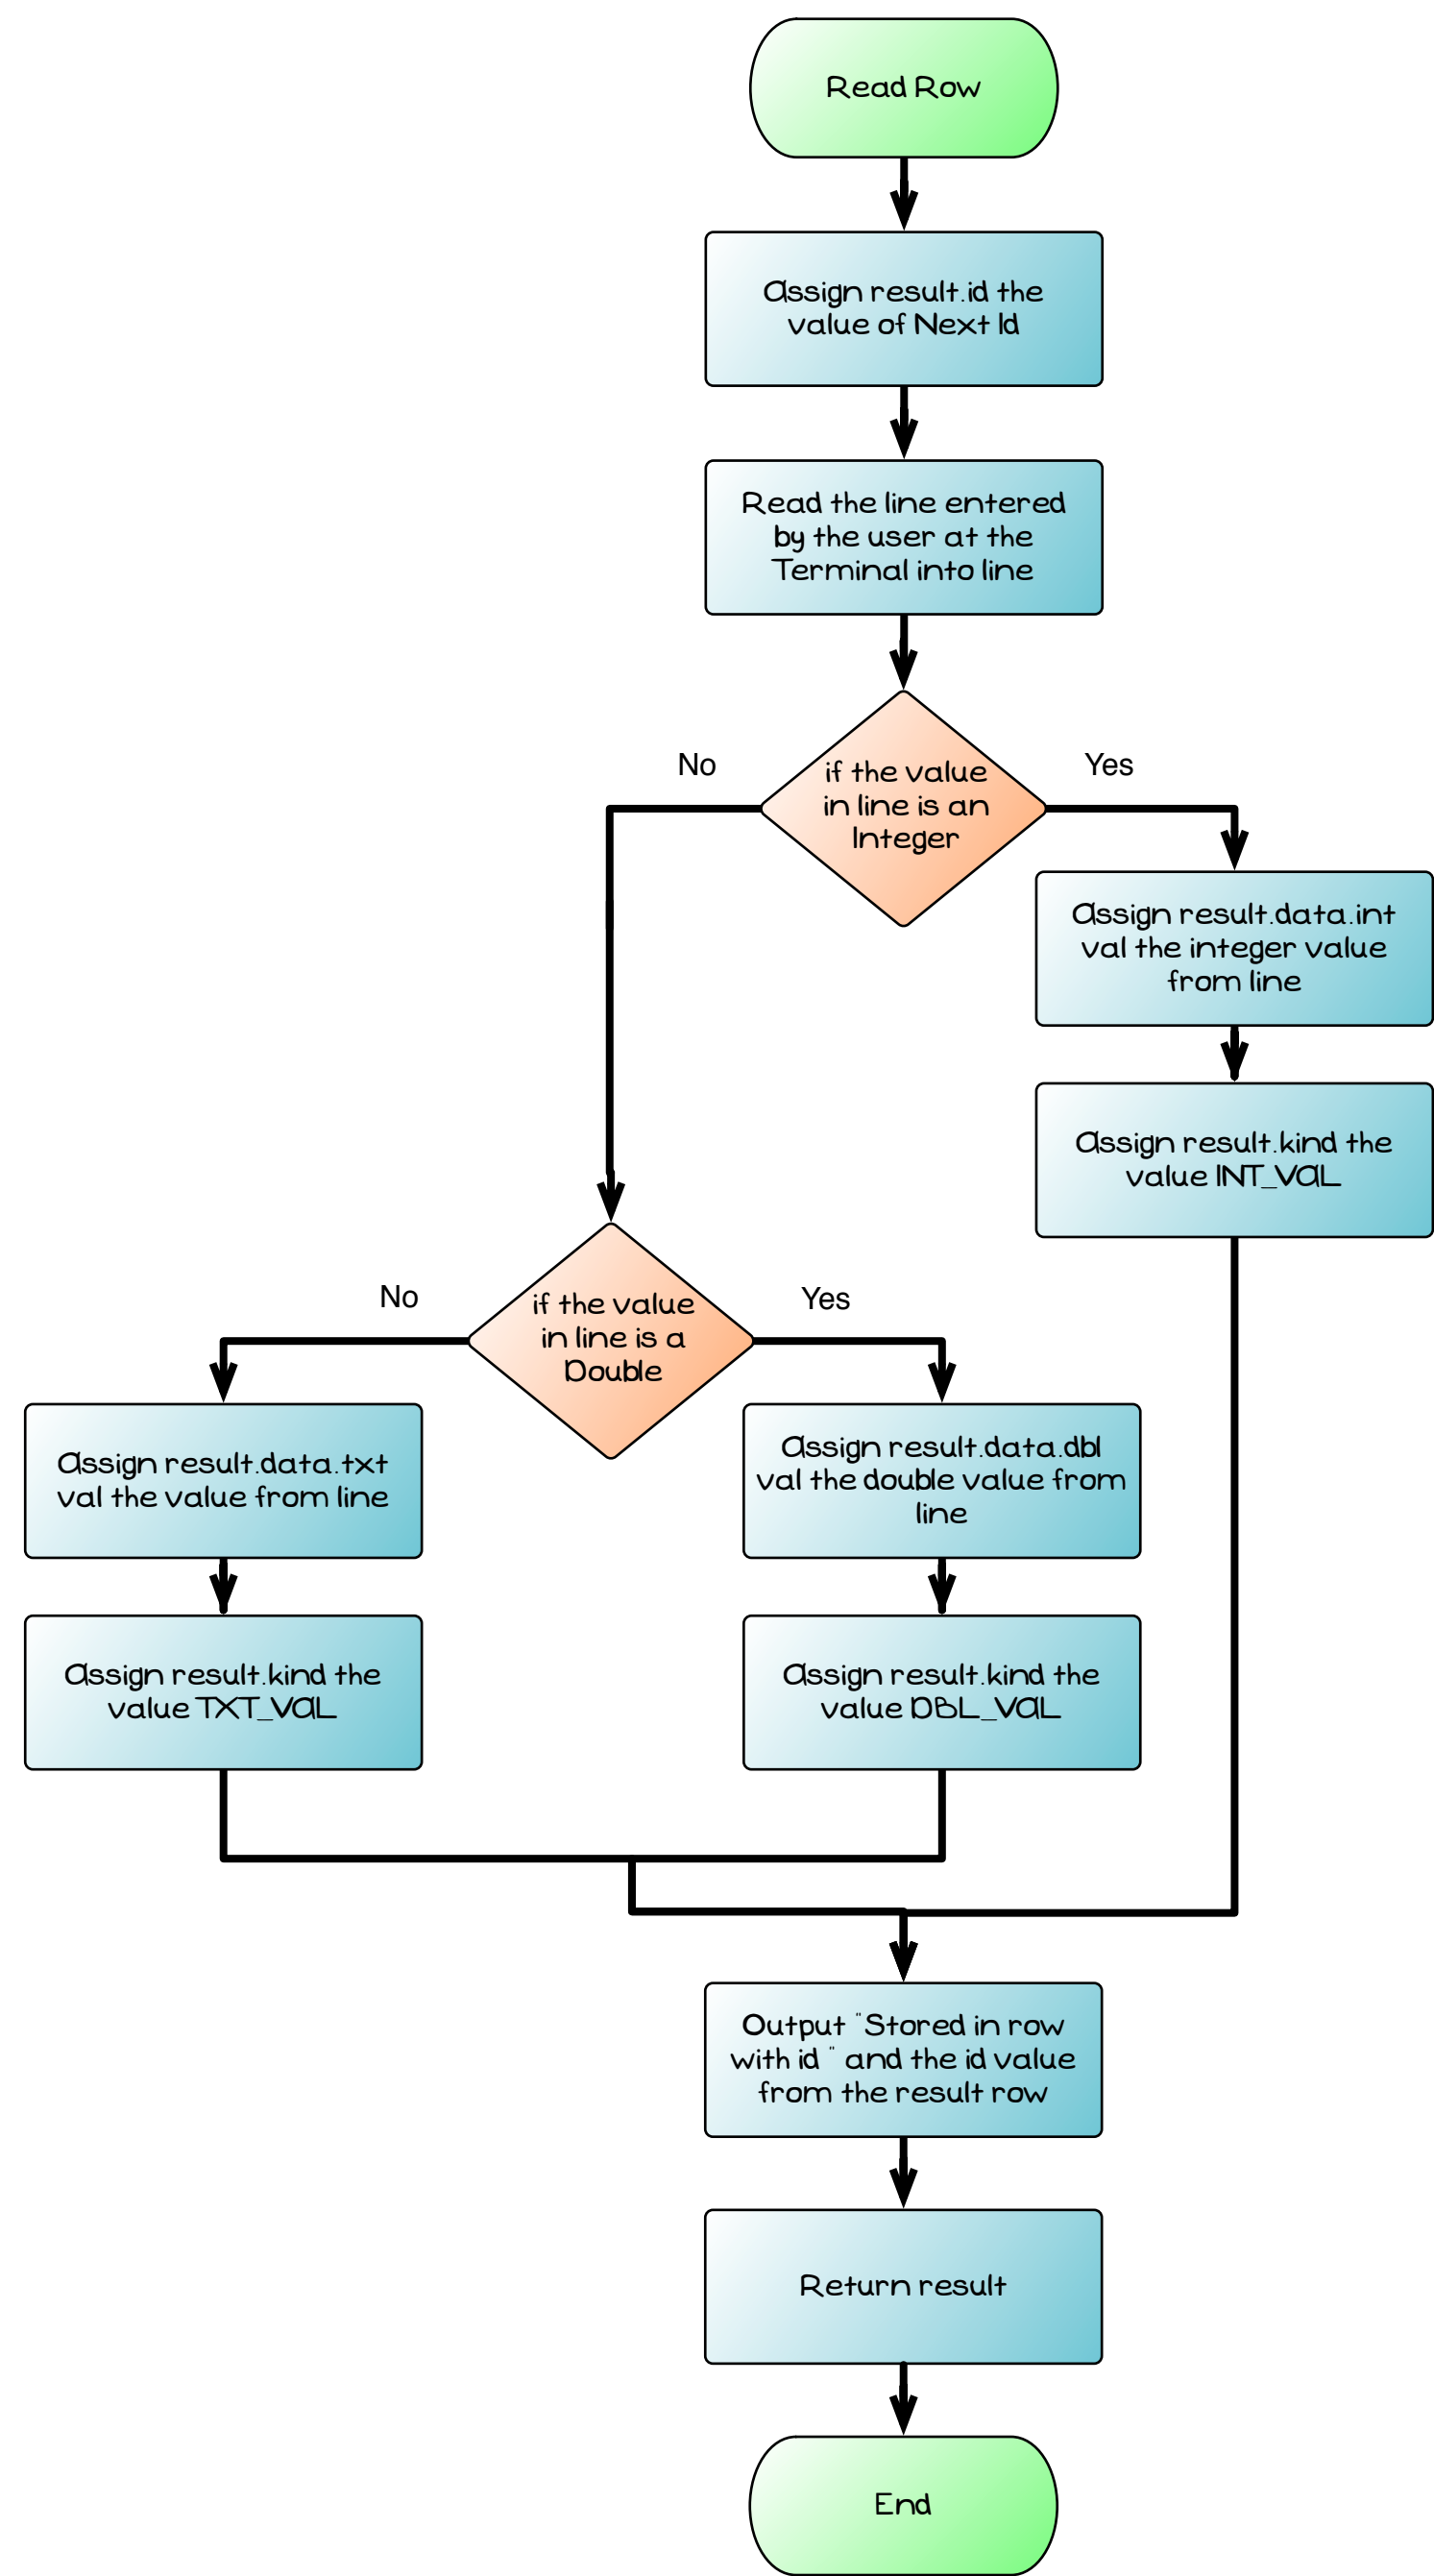 Read Row
Assign result.id the
value of Next Id
Read the line entered
by the user at the
Terminal into line
No
Yes
if the value
in line is an
Integer
Assign result.data.int
val the integer value
from line
Assign result.kind the
value INT_VAL
No
Yes
if the value
in line is a
Double
Assign result.data.txt
val the value from line
Assign result.data.dbl
val the double value from
line
Assign result.kind the
value TXT_VAL
Assign result.kind the
value DBL_VAL
Output "Stored in row
with id " and the id value
from the result row
Return result
End